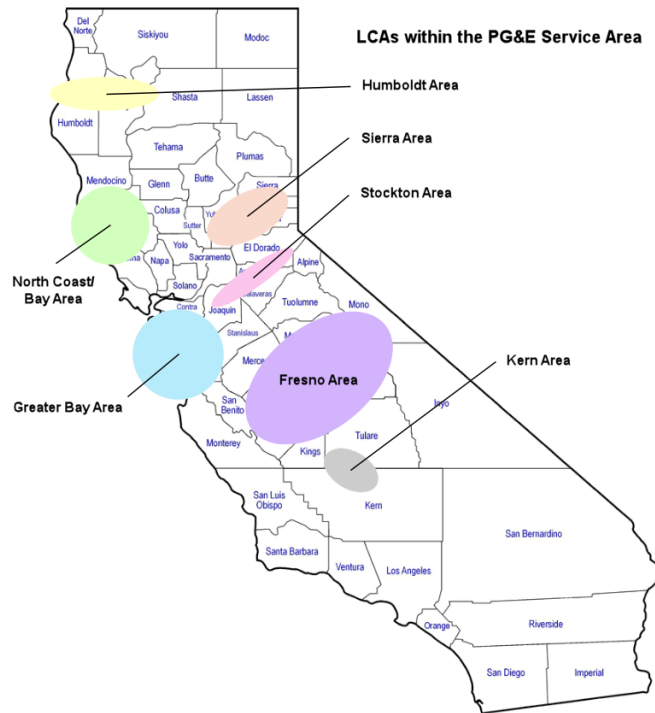 LCAs within the PG&E Service Area
Del
Norte
Siskiyou
Modoc
Humboldt Area
Shasta
Lassen
Humboldt
Sierra Area
Tehama
Plumas
Stockton Area
Mendocino
Glenn
Butte
Sierra
Colusa
Sutter
Yolo
El Dorado
Napa
Sacramento
Alpine
North Coast/
Bay Area
Solano
Contra
Joaquin
Tuolumne
Mono
Stanislaus
Kern Area
Fresno Area
Greater Bay Area
San
Benito
Inyo
Monterey
Tulare
Kings
San Luis
Obispo
Kern
San Bernardino
Santa Barbara
Ventura
Los Angeles
Orange
Riverside
San Diego
Imperial